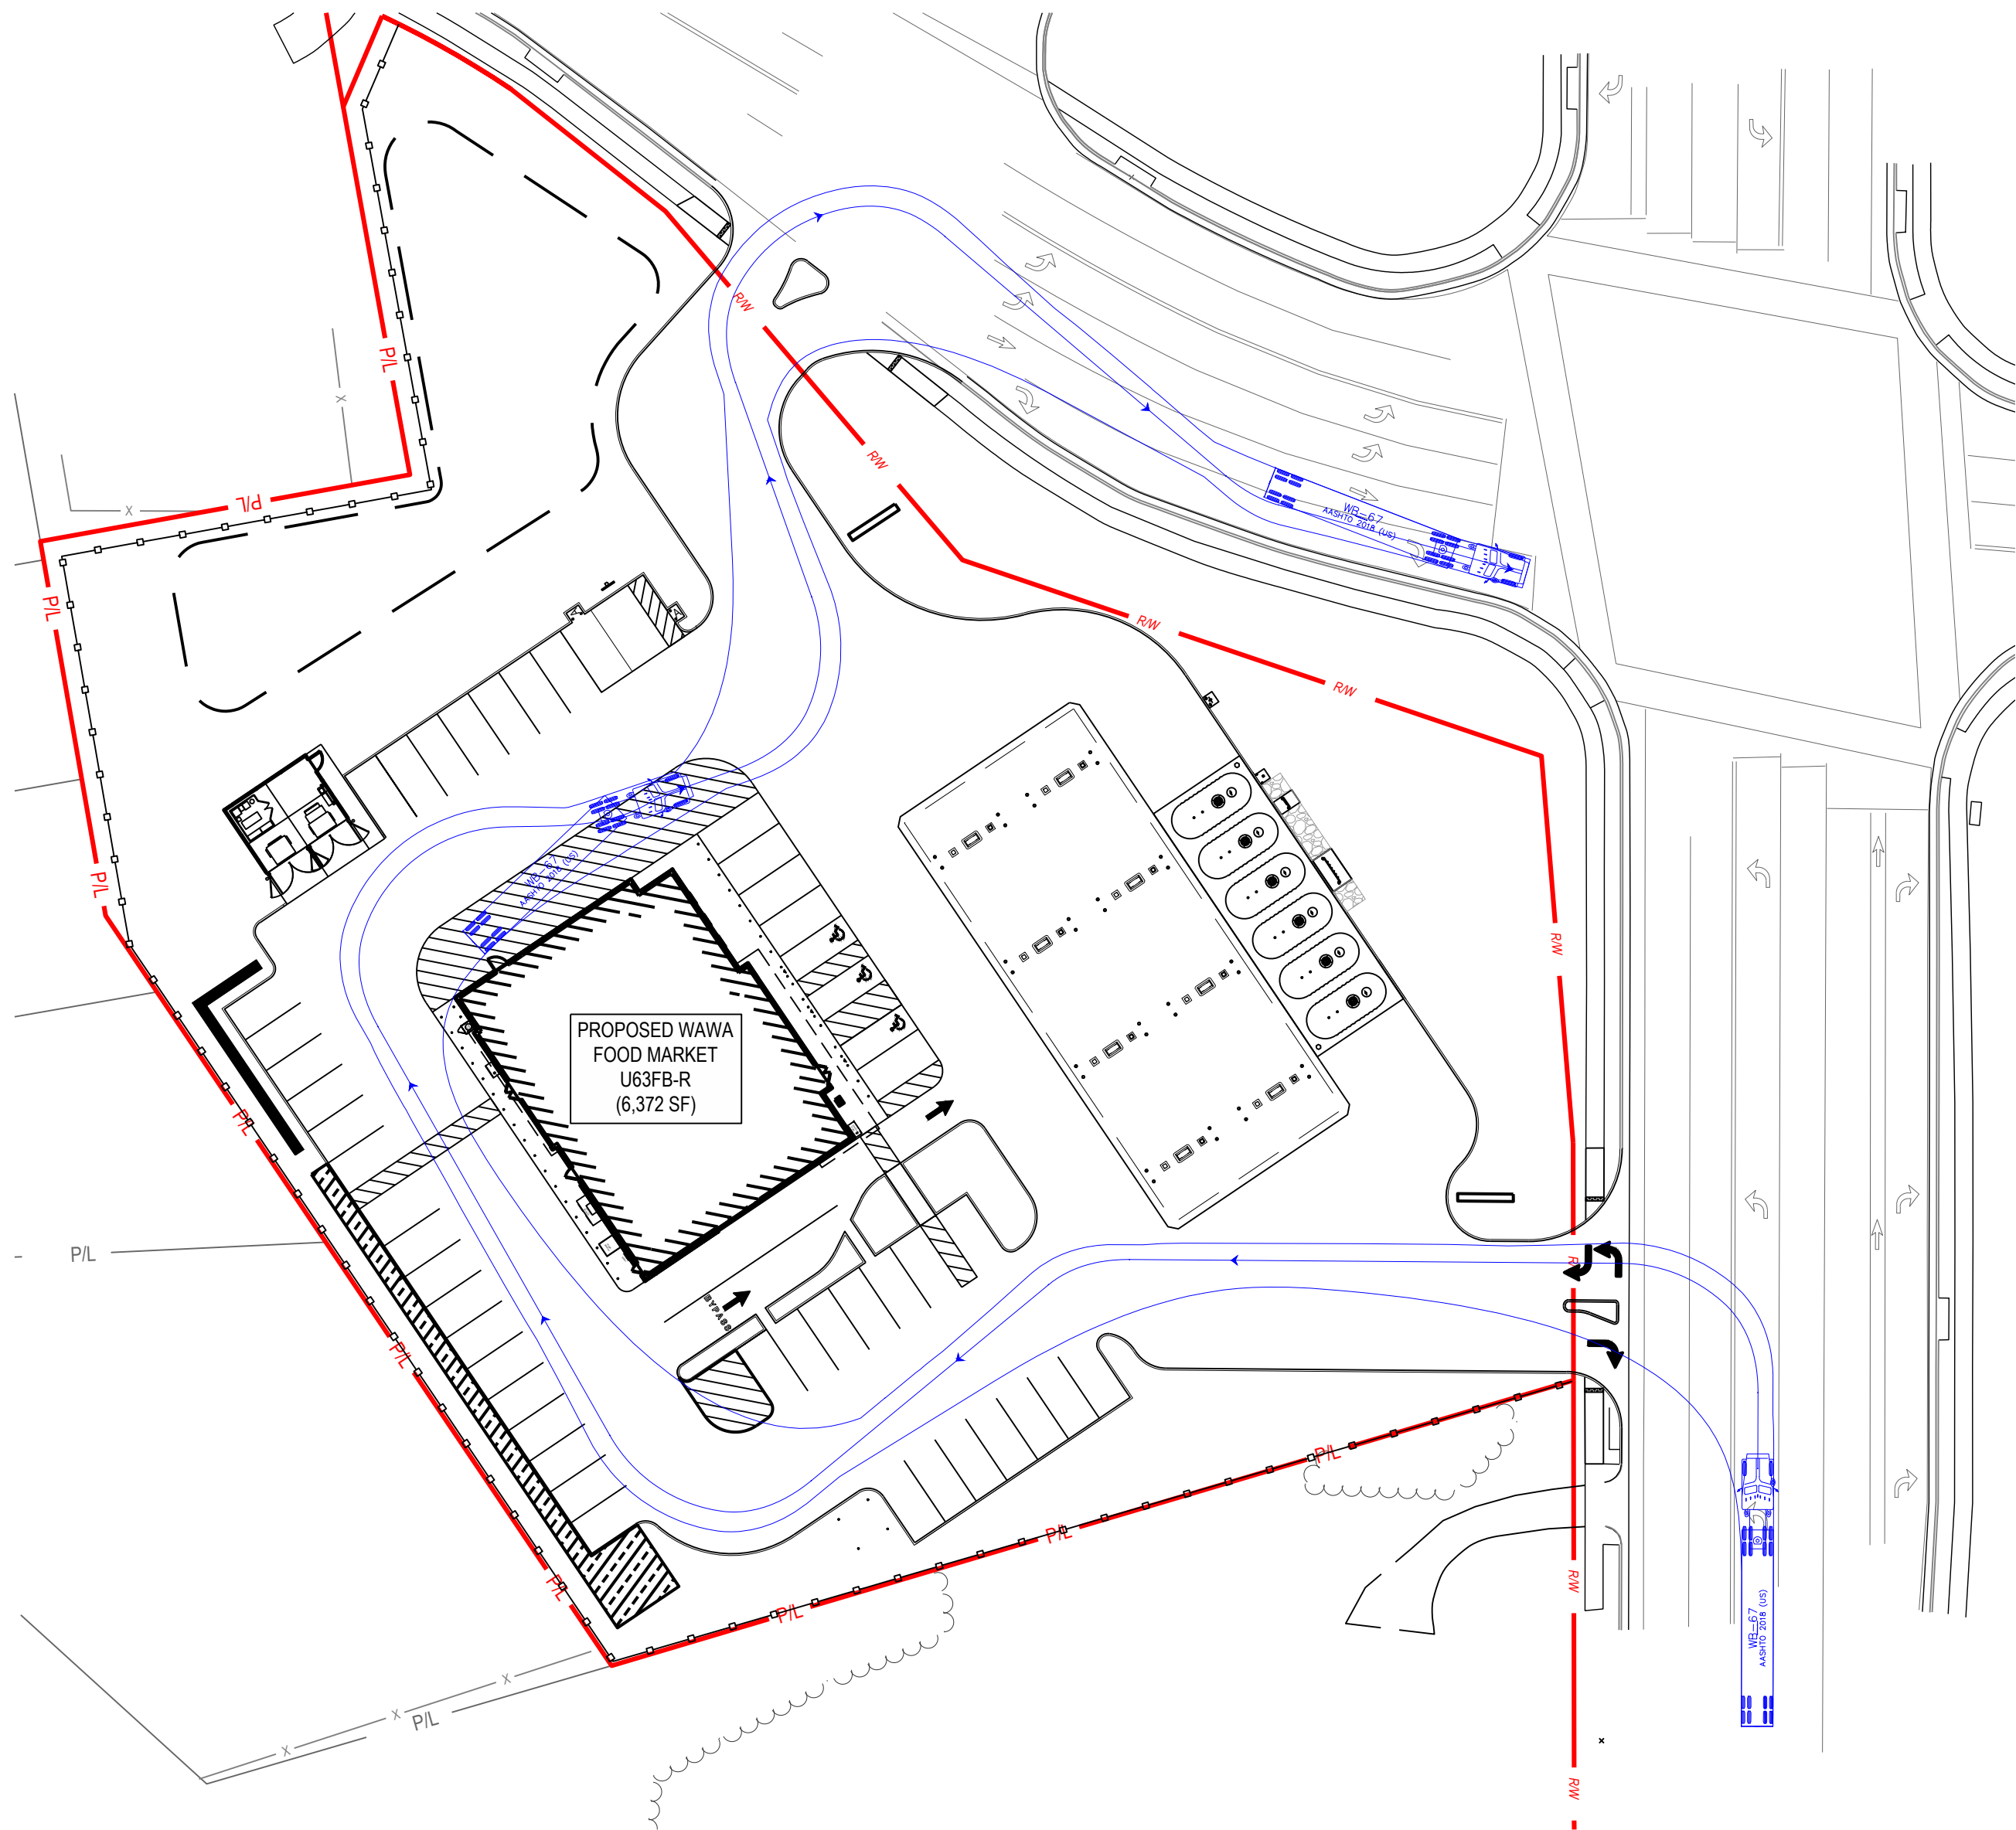 R/W
P/L
X
R/W
P/L
X
WB-67
AASHTO 2018 (US)
P/L
R/W
R/W
WB-67
AASHTO 2018 (US)
P/L
R/W
PROPOSED WAWA
FOOD MARKET
U63FB-R
(6,372 SF)
P/L
P/L
BYPASS
P/L
P/L
P/L
P/L
P/L
R/W
WB-67
AASHTO 2018 (US)
X
X
X
P/L
R/W